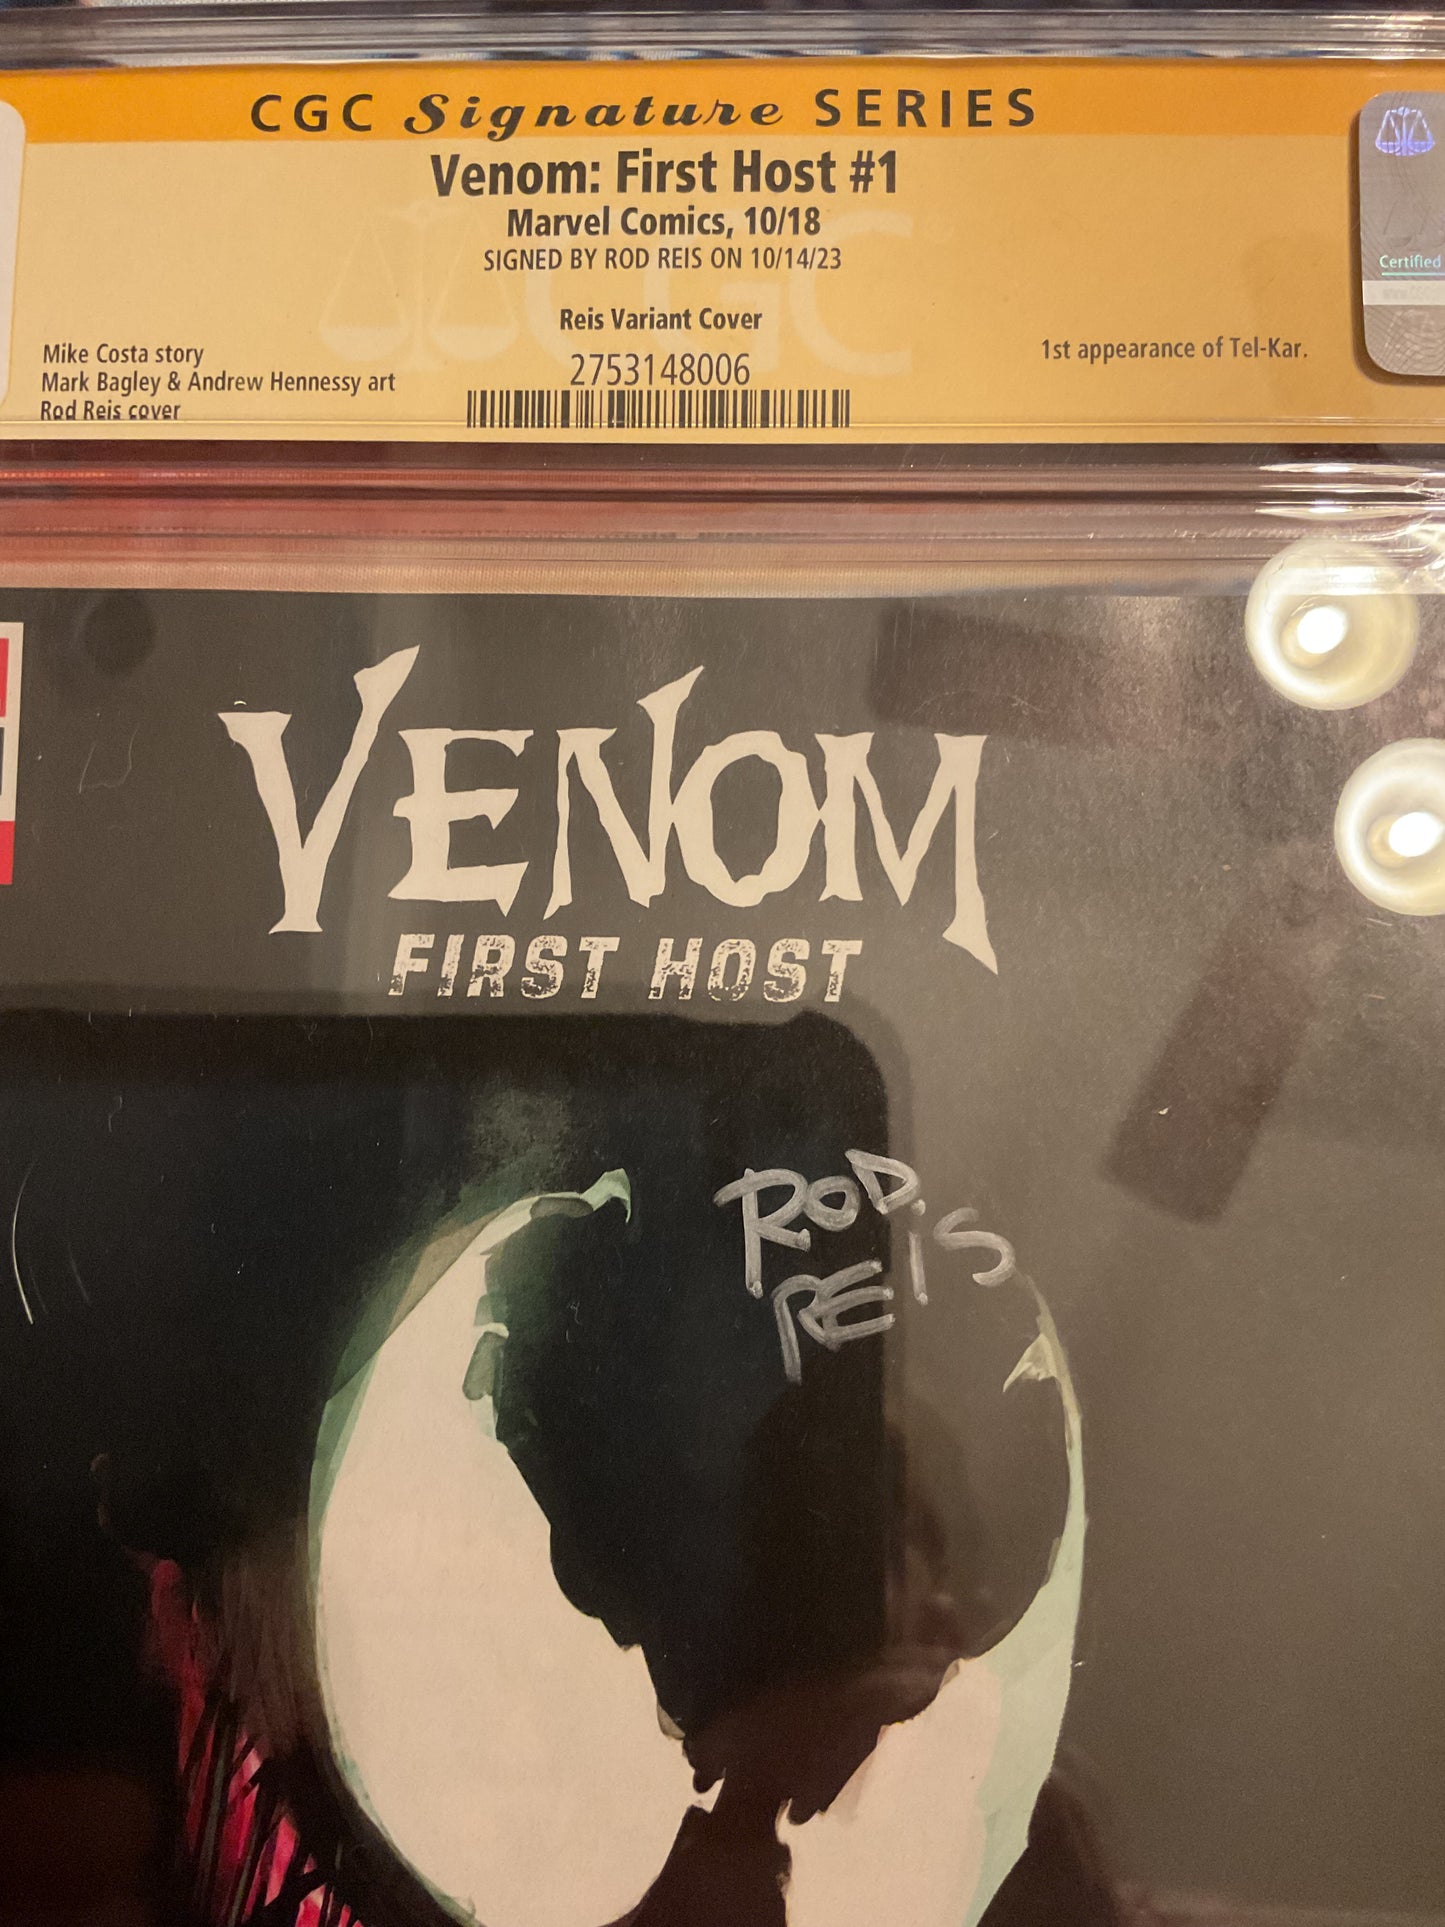 CGC Signature SERIES
Venom: First Host #1
Marvel Comics, 10/18
SIGNED BY ROD REIS ON 10/14/23
Reis Variant Cover
Mike Costa story
Mark Bagley & Andrew Hennessy art
Rod Reis cover
2753148006
1st appearance of Tel-Kar.
CGC
Certified
VENOM
FIRST HOST
ROD.
REIS